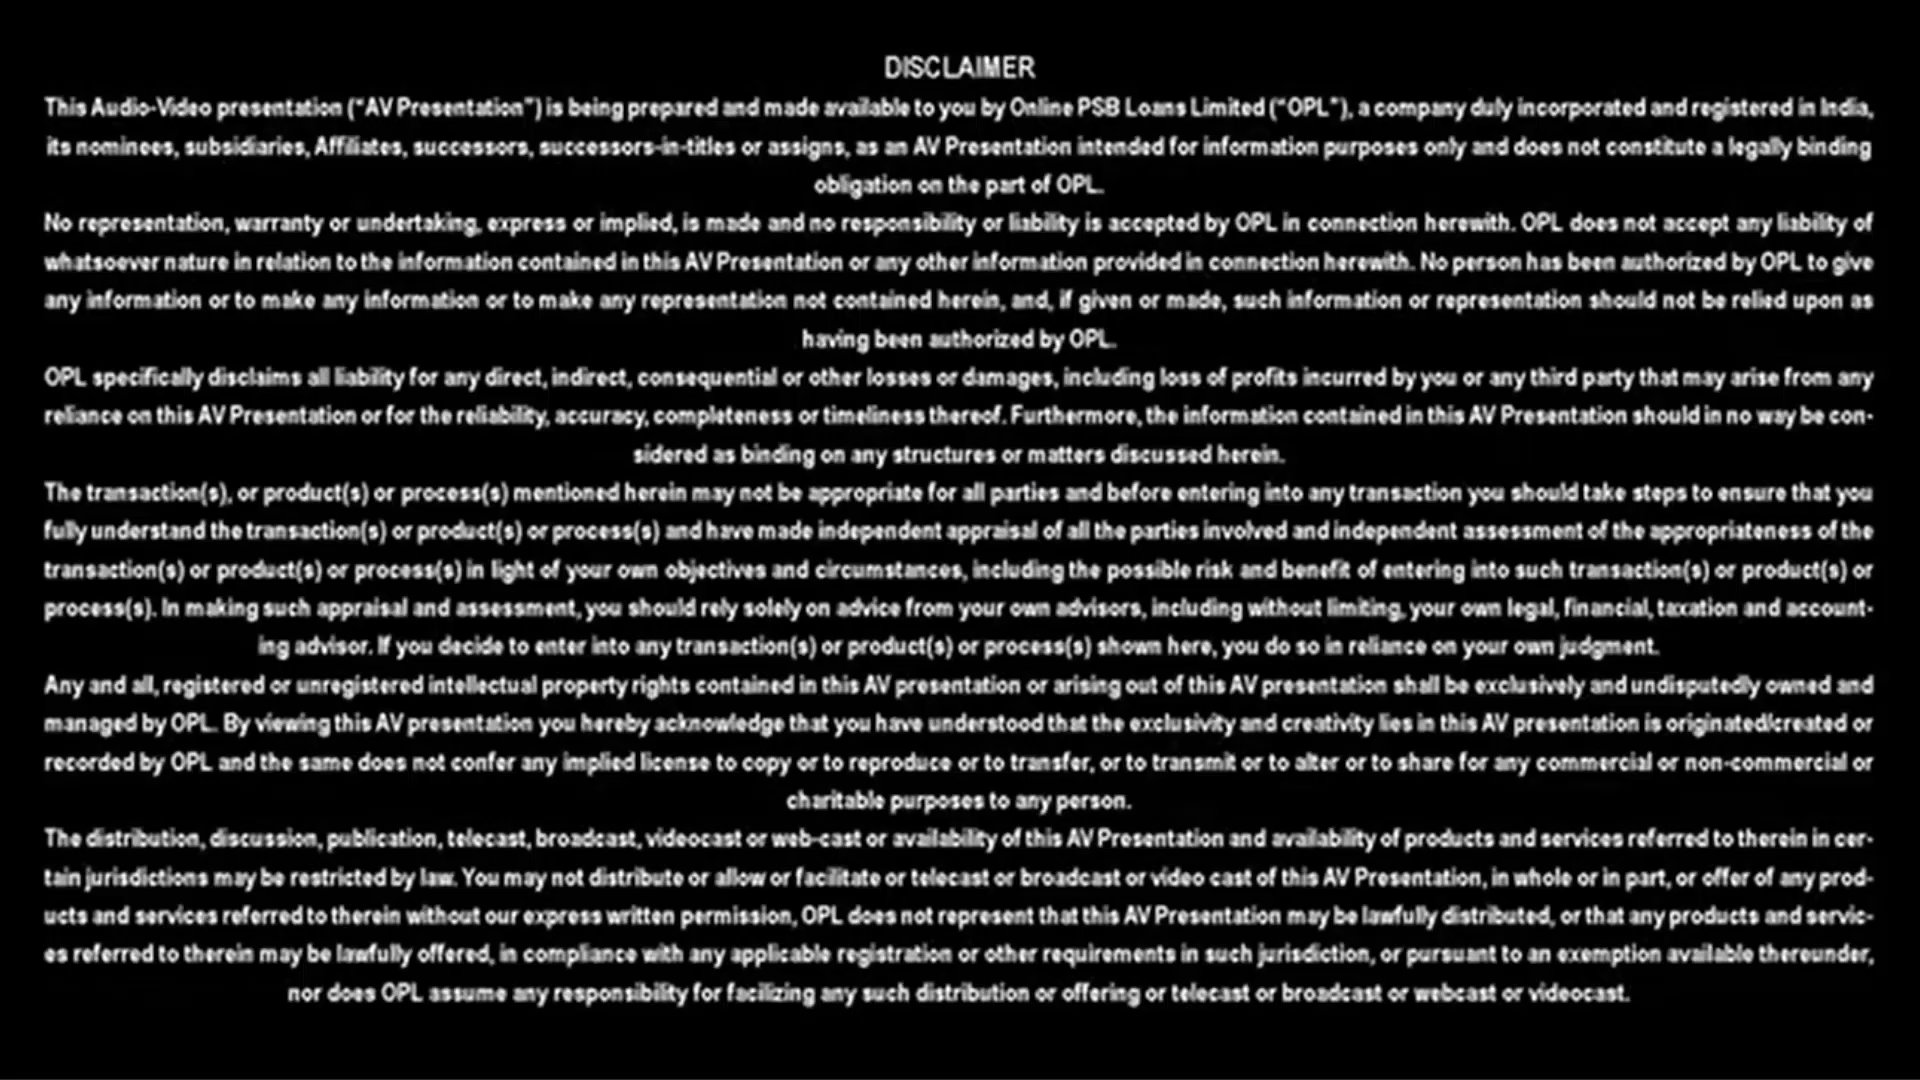 DISCLAIMER
This Audio-Video presentation ("AV Presentation") is being prepared and made available to you by Online PSB Loans Limited ("OPL"), a company duly incorporated and registered in India,
its nominees, subsidiaries, Affiliates, successors, successors-in-titles or assigns, as an AV Presentation intended for information purposes only and does not constitute a legally binding
obligation on the part of OPL.
No representation, warranty or undertaking, express or implied, is made and no responsibility or liability is accepted by OPL in connection herewith. OPL does not accept any liability of
whatsoever nature in relation to the information contained in this AV Presentation or any other information provided in connection herewith. No person has been authorized by OPL to give
any information or to make any information or to make any representation not contained herein, and, if given or made, such information or representation should not be relied upon as
having been authorized by OPL.
OPL specifically disclaims all liability for any direct, indirect, consequential or other losses or damages, including loss of profits incurred by you or any third party that may arise from any
reliance on this AV Presentation or for the reliability, accuracy, completeness or timeliness thereof. Furthermore, the information contained in this AV Presentation should in no way be con-
sidered as binding on any structures or matters discussed herein.
The transaction(s), or product(s) or process(s) mentioned herein may not be appropriate for all parties and before entering into any transaction you should take steps to ensure that you
fully understand the transaction(s) or product(s) or process(s) and have made independent appraisal of all the parties involved and independent assessment of the appropriateness of the
transaction(s) or product(s) or process(s) in light of your own objectives and circumstances, including the possible risk and benefit of entering into such transaction(s) or product(s) or
process(s). In making such appraisal and assessment, you should rely solely on advice from your own advisors, including without limiting, your own legal, financial, taxation and account-
ing advisor. If you decide to enter into any transaction(s) or product(s) or process(s) shown here, you do so in reliance on your own judgment.
Any and all, registered or unregistered intellectual property rights contained in this AV presentation or arising out of this AV presentation shall be exclusively and undisputedly owned and
managed by OPL. By viewing this AV presentation you hereby acknowledge that you have understood that the exclusivity and creativity lies in this AV presentation is originated/created or
recorded by OPL and the same does not confer any implied license to copy or to reproduce or to transfer, or to transmit or to alter or to share for any commercial or non-commercial or
charitable purposes to any person.
The distribution, discussion, publication, telecast, broadcast, videocast or web-cast or availability of this AV Presentation and availability of products and services referred to therein in cer-
tain jurisdictions may be restricted by law. You may not distribute or allow or facilitate or telecast or broadcast or video cast of this AV Presentation, in whole or in part, or offer of any prod-
ucts and services referred to therein without our express written permission, OPL does not represent that this AV Presentation may be lawfully distributed, or that any products and servic-
es referred to therein may be lawfully offered, in compliance with any applicable registration or other requirements in such jurisdiction, or pursuant to an exemption available thereunder,
nor does OPL assume any responsibility for facilizing any such distribution or offering or telecast or broadcast or webcast or videocast.